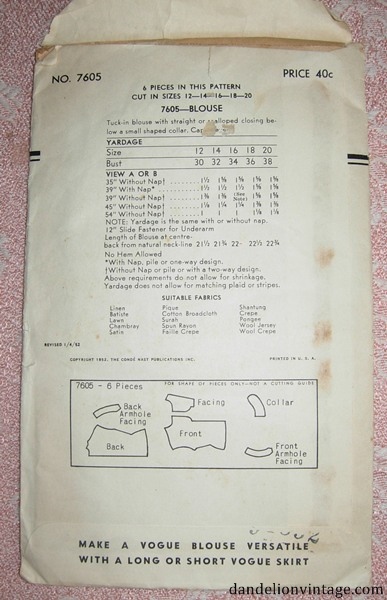 NO. 7605
PRICE 40c
6 PIECES IN THIS PATTERN
CUT IN SIZES 12—14—16—18—20
7605—BLOUSE
Tuck-in blouse with straight or scalloped closing be-
low a small shaped collar. Cap
YARDAGE
Size 12 14 16 18 20
Bust 30 32 34 36 38
VIEW A OR B
35" Without Nap†
39" With Nap*
39" Without Nap† (See Note)
45" Without Nap†
54" Without Nap† 1 1 1
NOTE: Yardage is the same with or without nap.
12" Slide Fastener for Underarm
Length of Blouse at centre-
back from natural neck-line 21½ 21¾ 22- 22½ 22¾
No Hem Allowed
*With Nap, pile or one-way design.
†Without Nap or pile or with a two-way design.
Above requirements do not allow for shrinkage.
Yardage does not allow for matching plaid or stripes.
SUITABLE FABRICS
Linen Pique Shantung
Batiste Cotton Broadcloth Crepe
Lawn Surah Pongee
Chambray Spun Rayon Wool Jersey
Satin Faille Crepe Wool Crepe
REVISED 1/6/52
COPYRIGHT 1952, THE CONDÉ NAST PUBLICATIONS INC.
PRINTED IN U. S. A.
7605 - 6 Pieces
FOR SHAPE OF PIECES ONLY—NOT A CUTTING GUIDE
Back Armhole Facing
Facing
Collar
Back
Front
Front Armhole Facing
MAKE A VOGUE BLOUSE VERSATILE
WITH A LONG OR SHORT VOGUE SKIRT
dandelionvintage.com